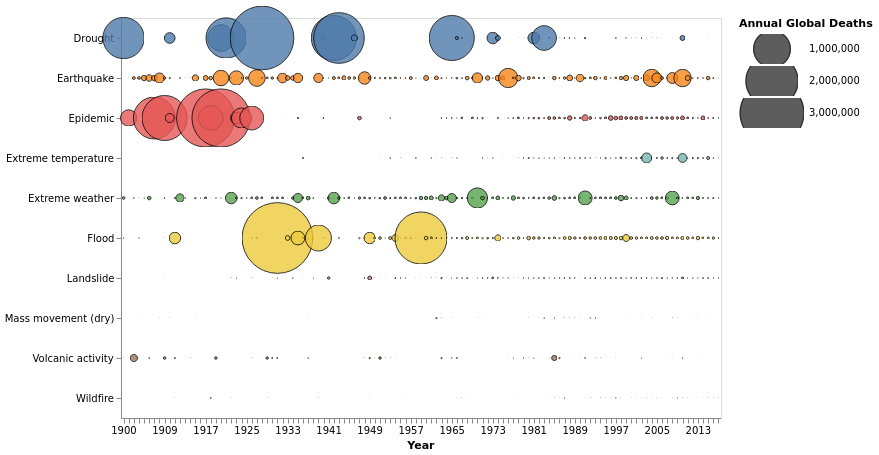 Annual Global Deaths
1,000,000
2,000,000
3,000,000
Drought
Earthquake
Epidemic
Extreme temperature
Extreme weather
Flood
Landslide
Mass movement (dry)
Volcanic activity
Wildfire
1900 1909 1917 1925 1933 1941 1949 1957 1965 1973 1981 1989 1997 2005 2013
Year